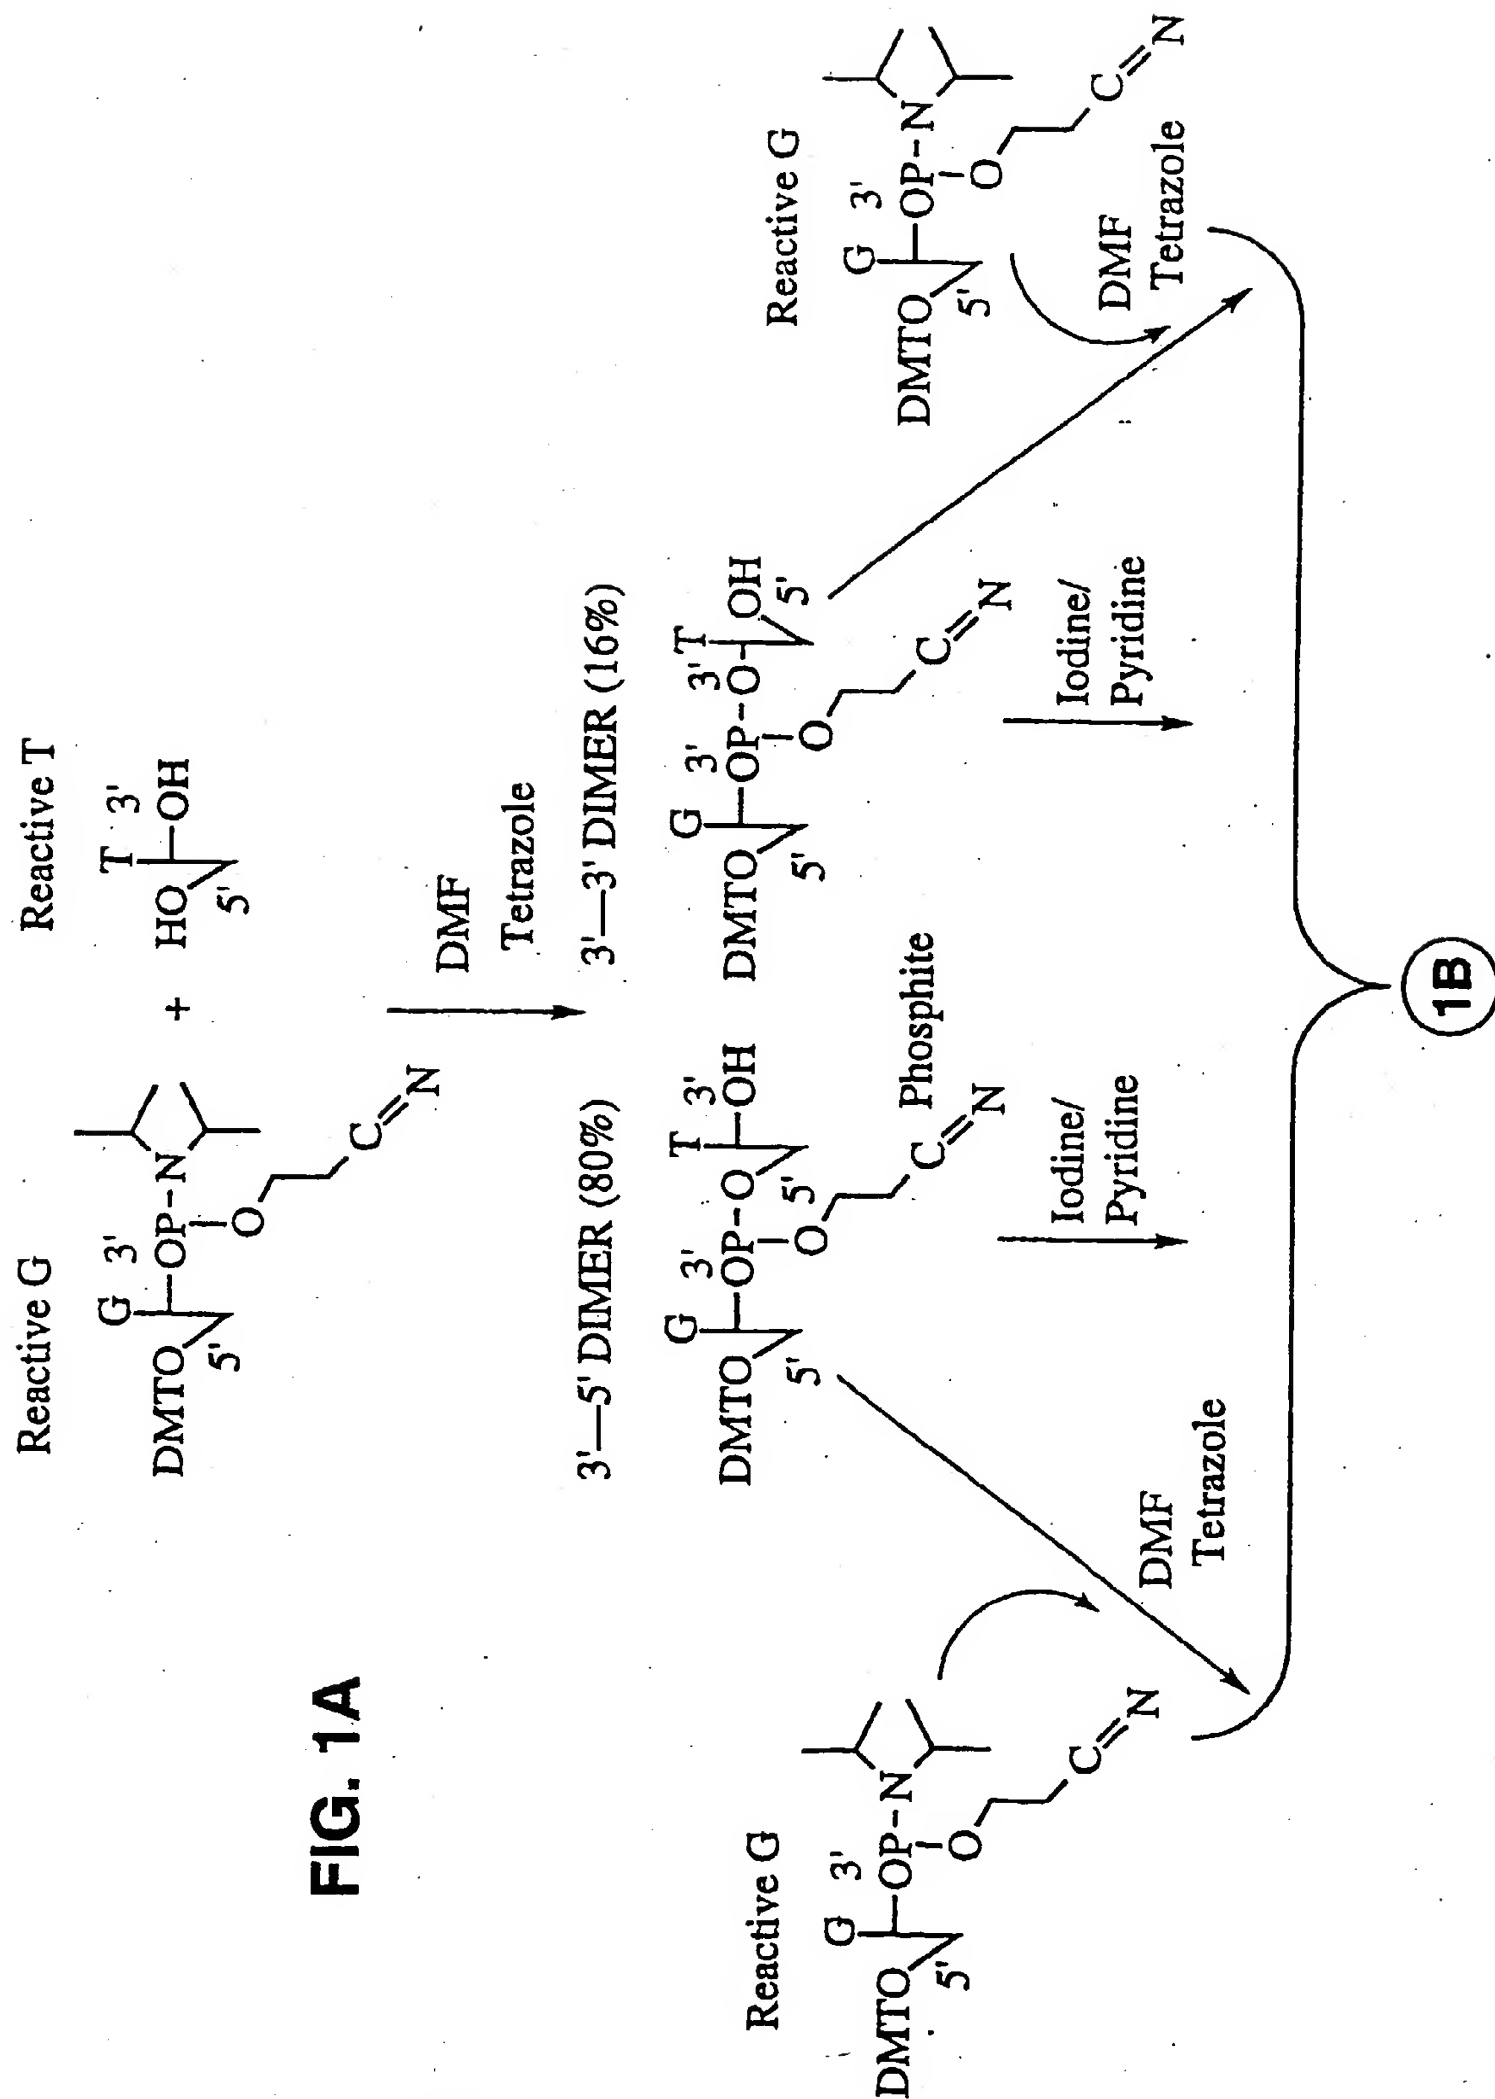 FIG. 1A
Reactive G
Reactive T
G 3'
DMTO OP-N
5'
O
C=N
+
T 3'
HO OH
5'
DMF
Tetrazole
3'—5' DIMER (80%)
3'—3' DIMER (16%)
G 3' T 3'
DMTO OP-O OH
5' O 5'
C=N
Phosphite
G 3' 3' T
DMTO OP-O OH
5' O 5'
C=N
Reactive G
G 3'
DMTO OP-N
5'
O
C=N
Reactive G
G 3'
DMTO OP-N
5'
O
C=N
DMF
Tetrazole
Iodine/
Pyridine
Iodine/
Pyridine
DMF
Tetrazole
1B